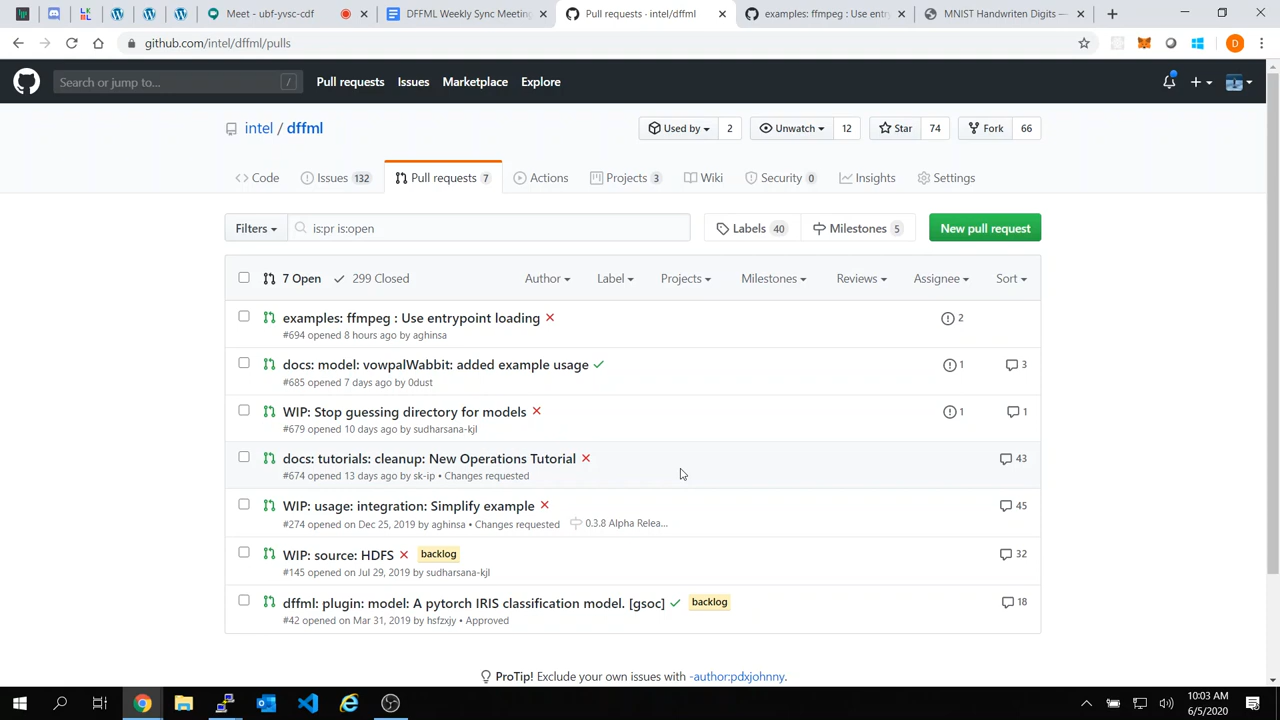 Meet - ubf-yvsc-cdf
DFFML Weekly Sync Meeting
Pull requests · intel/dffml
examples: ffmpeg : Use entr
MNIST Handwriten Digits —
github.com/intel/dffml/pulls
D
Search or jump to...
/
Pull requests
Issues
Marketplace
Explore
intel / dffml
Used by
2
Unwatch
12
Star
74
Fork
66
Code
Issues 132
Pull requests 7
Actions
Projects 3
Wiki
Security 0
Insights
Settings
Filters
is:pr is:open
Labels 40
Milestones 5
New pull request
7 Open
299 Closed
Author
Label
Projects
Milestones
Reviews
Assignee
Sort
examples: ffmpeg : Use entrypoint loading
2
#694 opened 8 hours ago by aghinsa
docs: model: vowpalWabbit: added example usage
1
3
#685 opened 7 days ago by 0dust
WIP: Stop guessing directory for models
1
1
#679 opened 10 days ago by sudharsana-kjl
docs: tutorials: cleanup: New Operations Tutorial
43
#674 opened 13 days ago by sk-ip • Changes requested
WIP: usage: integration: Simplify example
45
#274 opened on Dec 25, 2019 by aghinsa • Changes requested
0.3.8 Alpha Relea...
WIP: source: HDFS
backlog
32
#145 opened on Jul 29, 2019 by sudharsana-kjl
dffml: plugin: model: A pytorch IRIS classification model. [gsoc]
backlog
18
#42 opened on Mar 31, 2019 by hsfzxjy • Approved
ProTip! Exclude your own issues with -author:pdxjohnny.
10:03 AM
6/5/2020